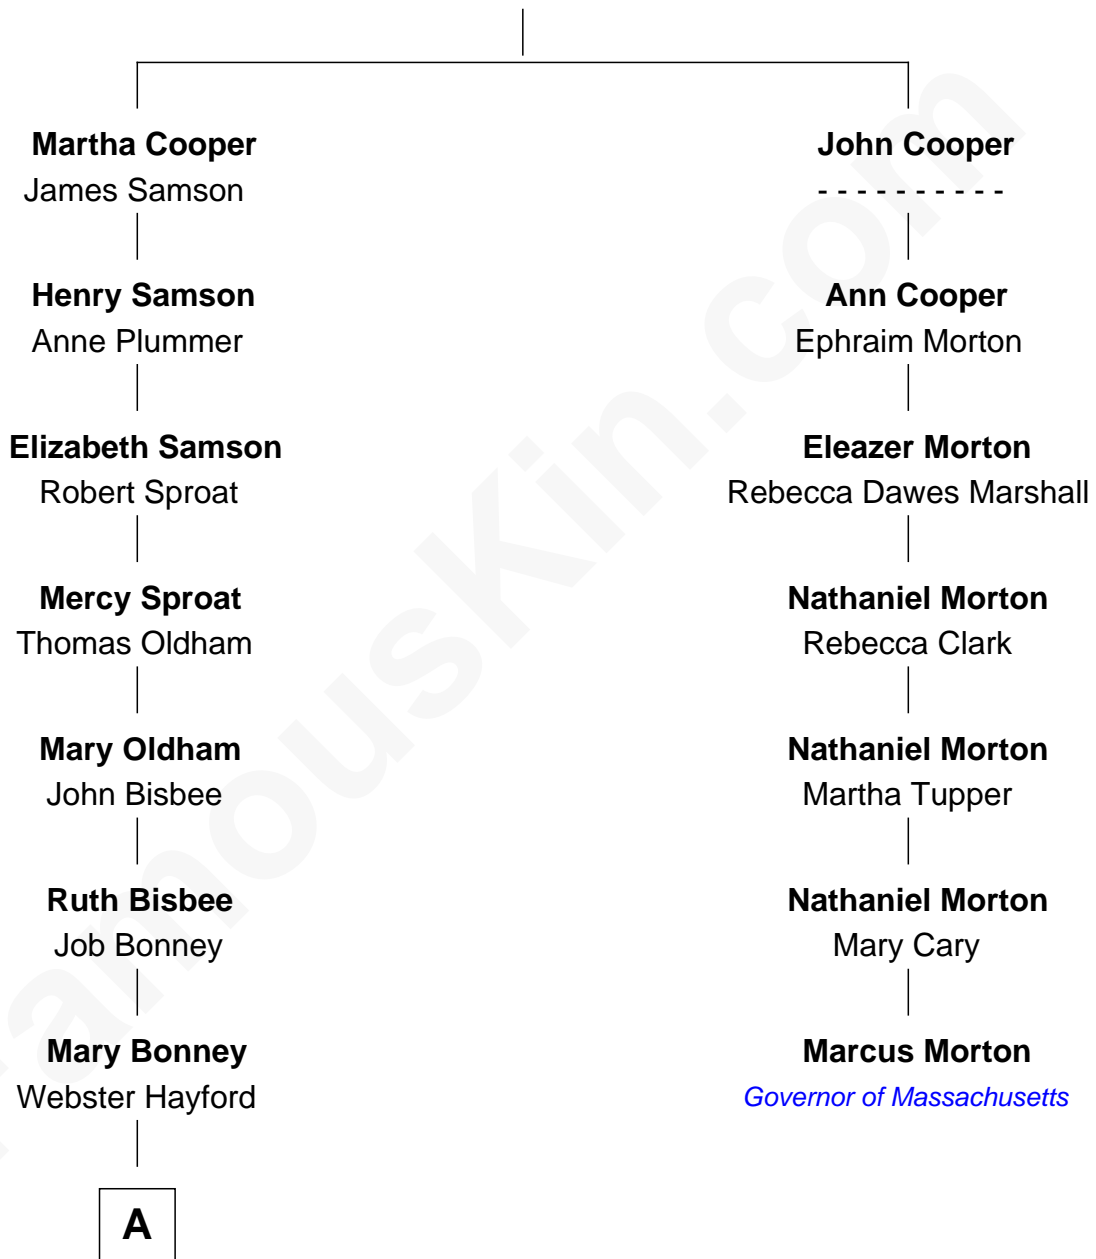 Martha Cooper
James Samson
John Cooper
- - - - - - - - - -
Henry Samson
Anne Plummer
Ann Cooper
Ephraim Morton
Elizabeth Samson
Robert Sproat
Eleazer Morton
Rebecca Dawes Marshall
Mercy Sproat
Thomas Oldham
Nathaniel Morton
Rebecca Clark
Mary Oldham
John Bisbee
Nathaniel Morton
Martha Tupper
Ruth Bisbee
Job Bonney
Nathaniel Morton
Mary Cary
Mary Bonney
Webster Hayford
Marcus Morton
Governor of Massachusetts
A
FamousKin.com